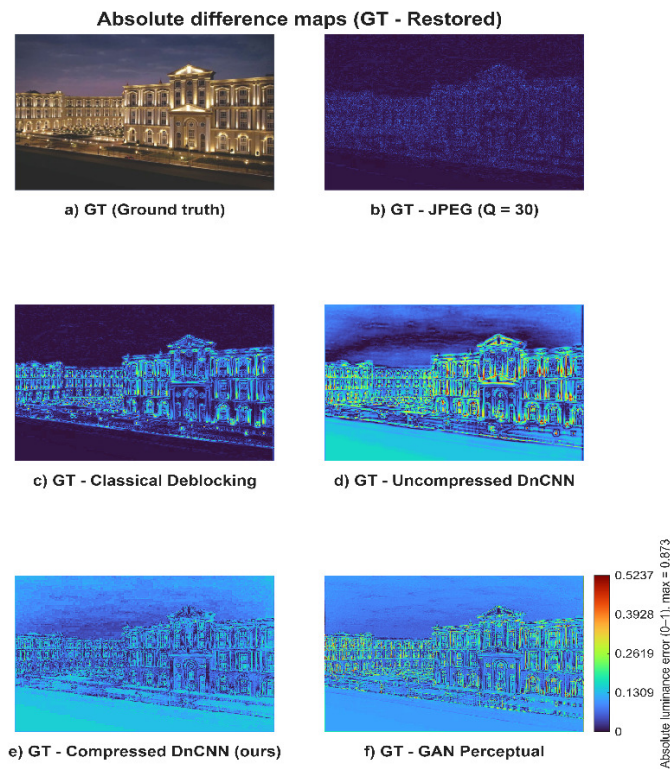 Absolute difference maps (GT - Restored)
a) GT (Ground truth)
b) GT - JPEG (Q = 30)
c) GT - Classical Deblocking
d) GT - Uncompressed DnCNN
e) GT - Compressed DnCNN (ours)
f) GT - GAN Perceptual
0.5237
0.3928
0.2619
0.1309
0
Absolute luminance error (0–1). max = 0.873